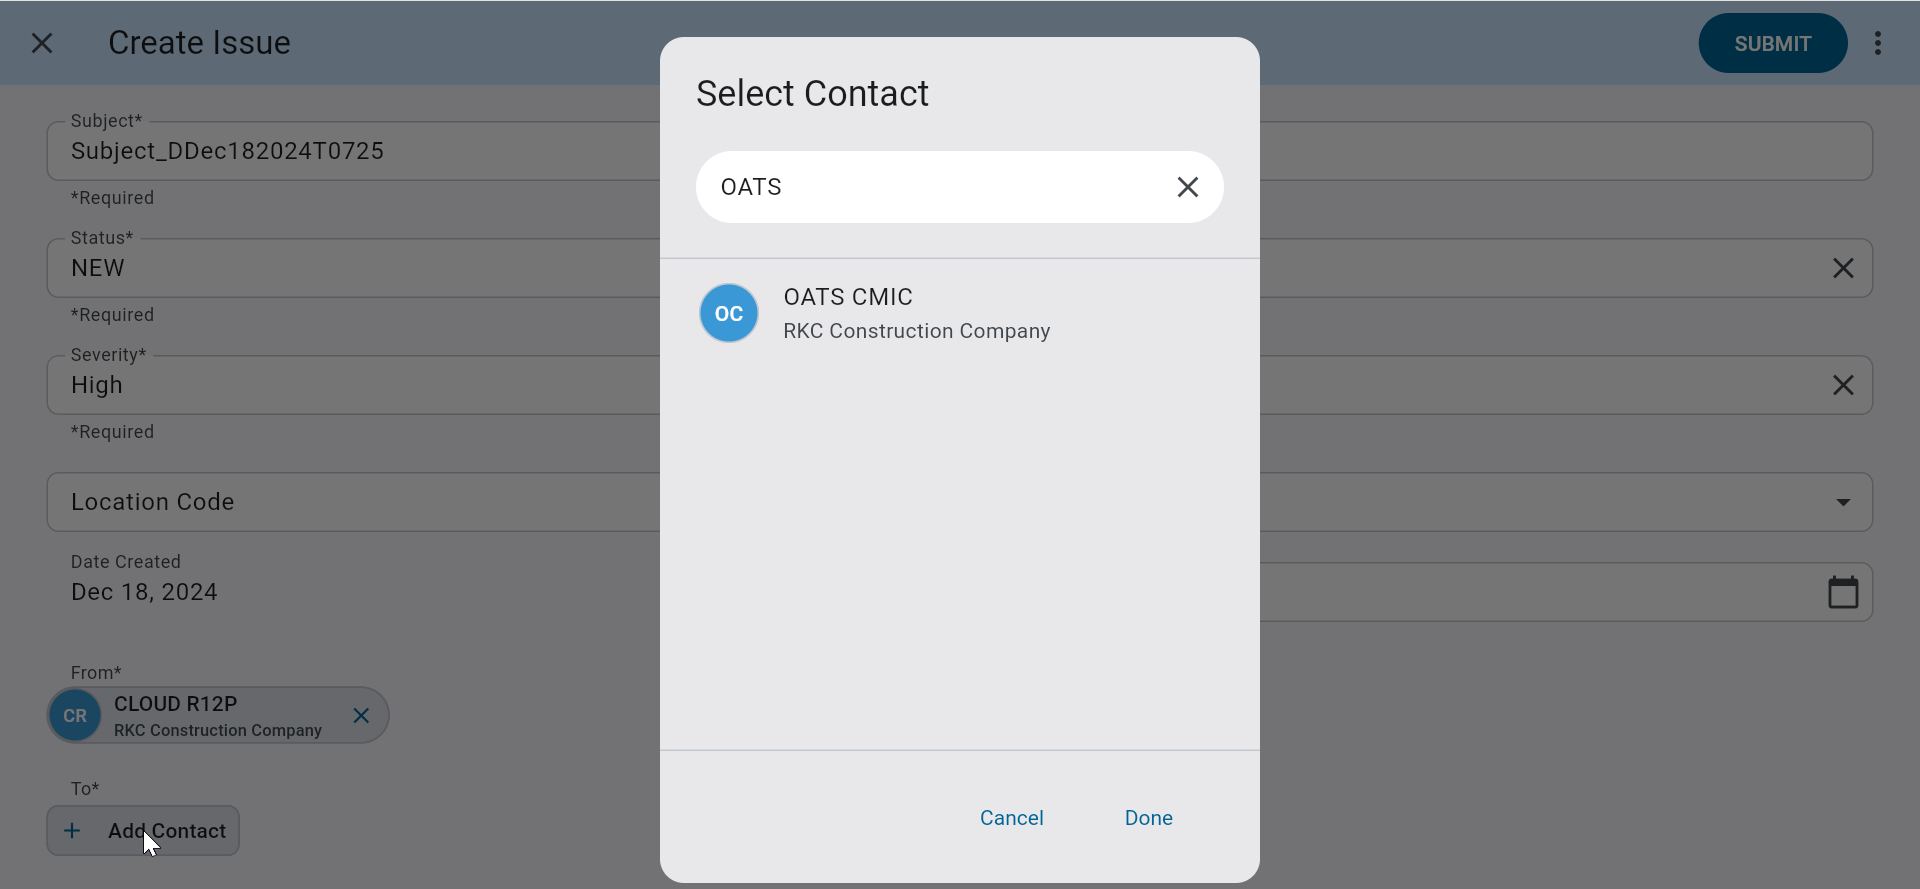 Create Issue
SUBMIT
Subject*
Subject_DDec182024T0725
*Required
Status*
NEW
*Required
Severity*
High
*Required
Location Code
Date Created
Dec 18, 2024
From*
CR
CLOUD R12P
RKC Construction Company
To*
Add Contact
Select Contact
OATS
OC
OATS CMIC
RKC Construction Company
Cancel
Done